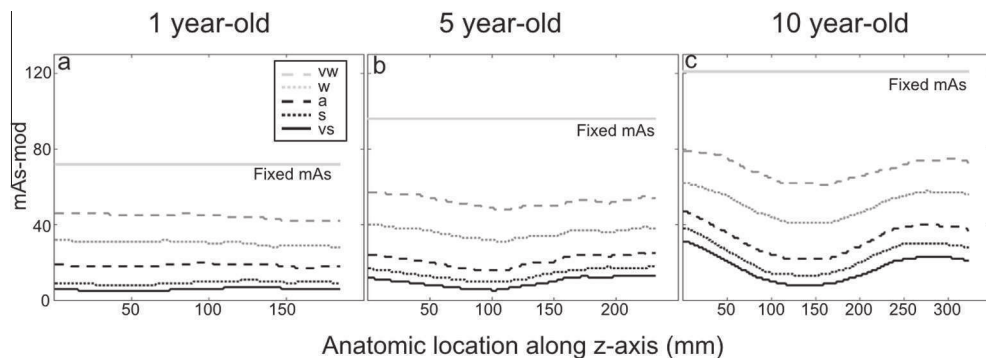 1 year-old 5 year-old 10 year-old
a b c
vw
w
a
s
vs
Fixed mAs
Fixed mAs
Fixed mAs
mAs-mod
120
80
40
0
50 100 150
50 100 150 200
50 100 150 200 250 300
Anatomic location along z-axis (mm)